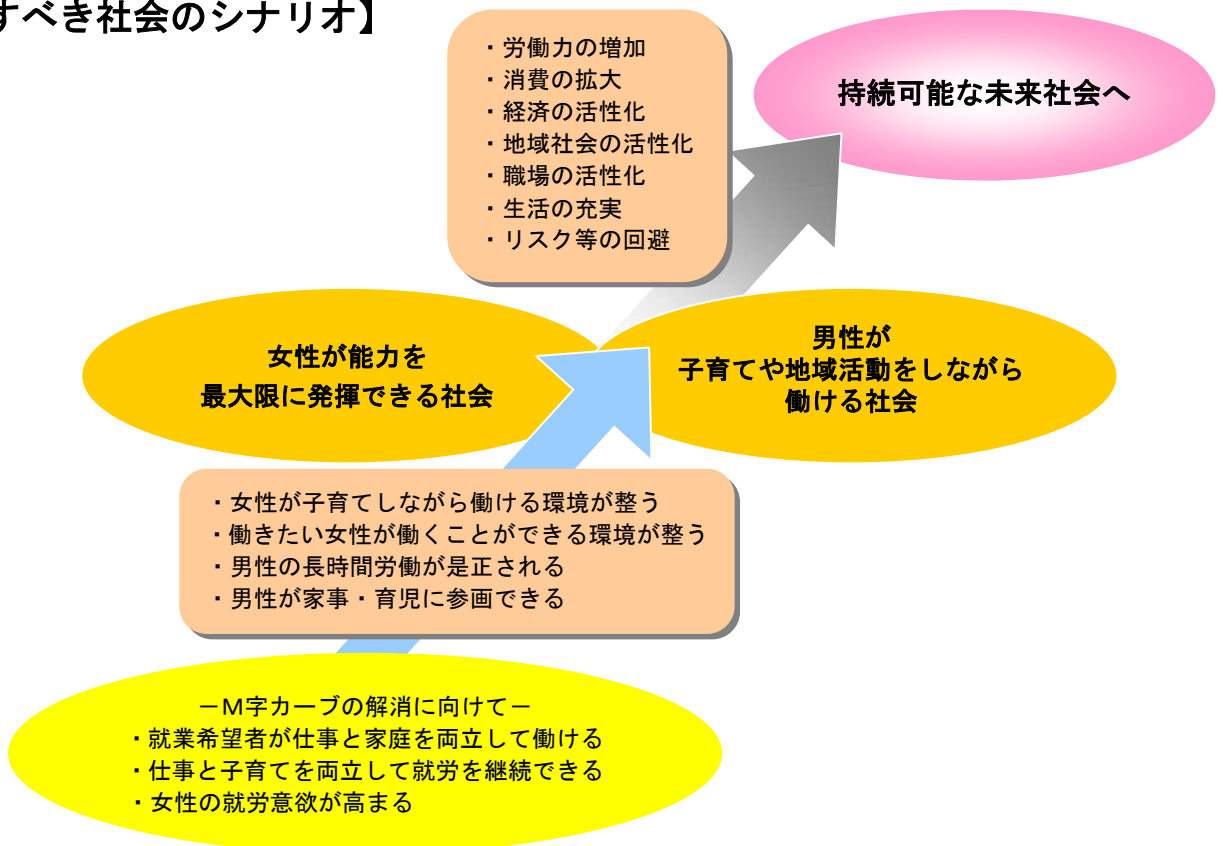 すべき社会のシナリオ】
・労働力の増加
・消費の拡大
・経済の活性化
・地域社会の活性化
・職場の活性化
・生活の充実
・リスク等の回避
持続可能な未来社会へ
女性が能力を
最大限に発揮できる社会
男性が
子育てや地域活動をしながら
働ける社会
・女性が子育てしながら働ける環境が整う
・働きたい女性が働くことができる環境が整う
・男性の長時間労働が是正される
・男性が家事・育児に参画できる
－Ｍ字カーブの解消に向けて－
・就業希望者が仕事と家庭を両立して働ける
・仕事と子育てを両立して就労を継続できる
・女性の就労意欲が高まる